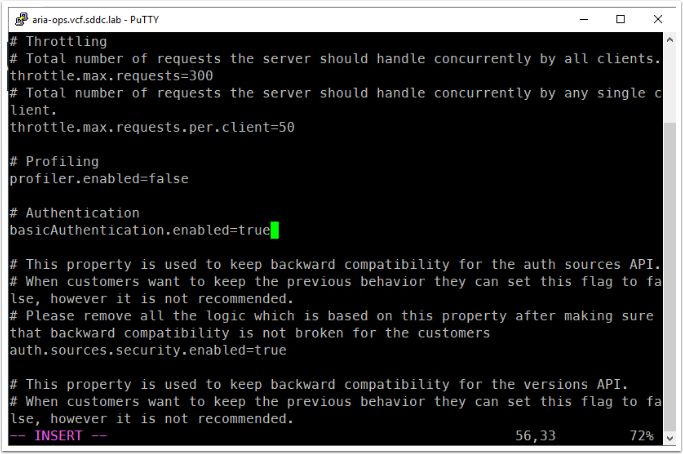 aria-ops.vcf.sddc.lab - PuTTY
# Throttling
# Total number of requests the server should handle concurrently by all clients.
throttle.max.requests=300
# Total number of requests the server should handle concurrently by any single c
lient.
throttle.max.requests.per.client=50
# Profiling
profiler.enabled=false
# Authentication
basicAuthentication.enabled=true
# This property is used to keep backward compatibility for the auth sources API.
# When customers want to keep the previous behavior they can set this flag to fa
lse, however it is not recommended.
# Please remove all the logic which is based on this property after making sure
that backward compatibility is not broken for the customers
auth.sources.security.enabled=true
# This property is used to keep backward compatibility for the versions API.
# When customers want to keep the previous behavior they can set this flag to fa
lse, however it is not recommended.
-- INSERT -- 56,33 72%